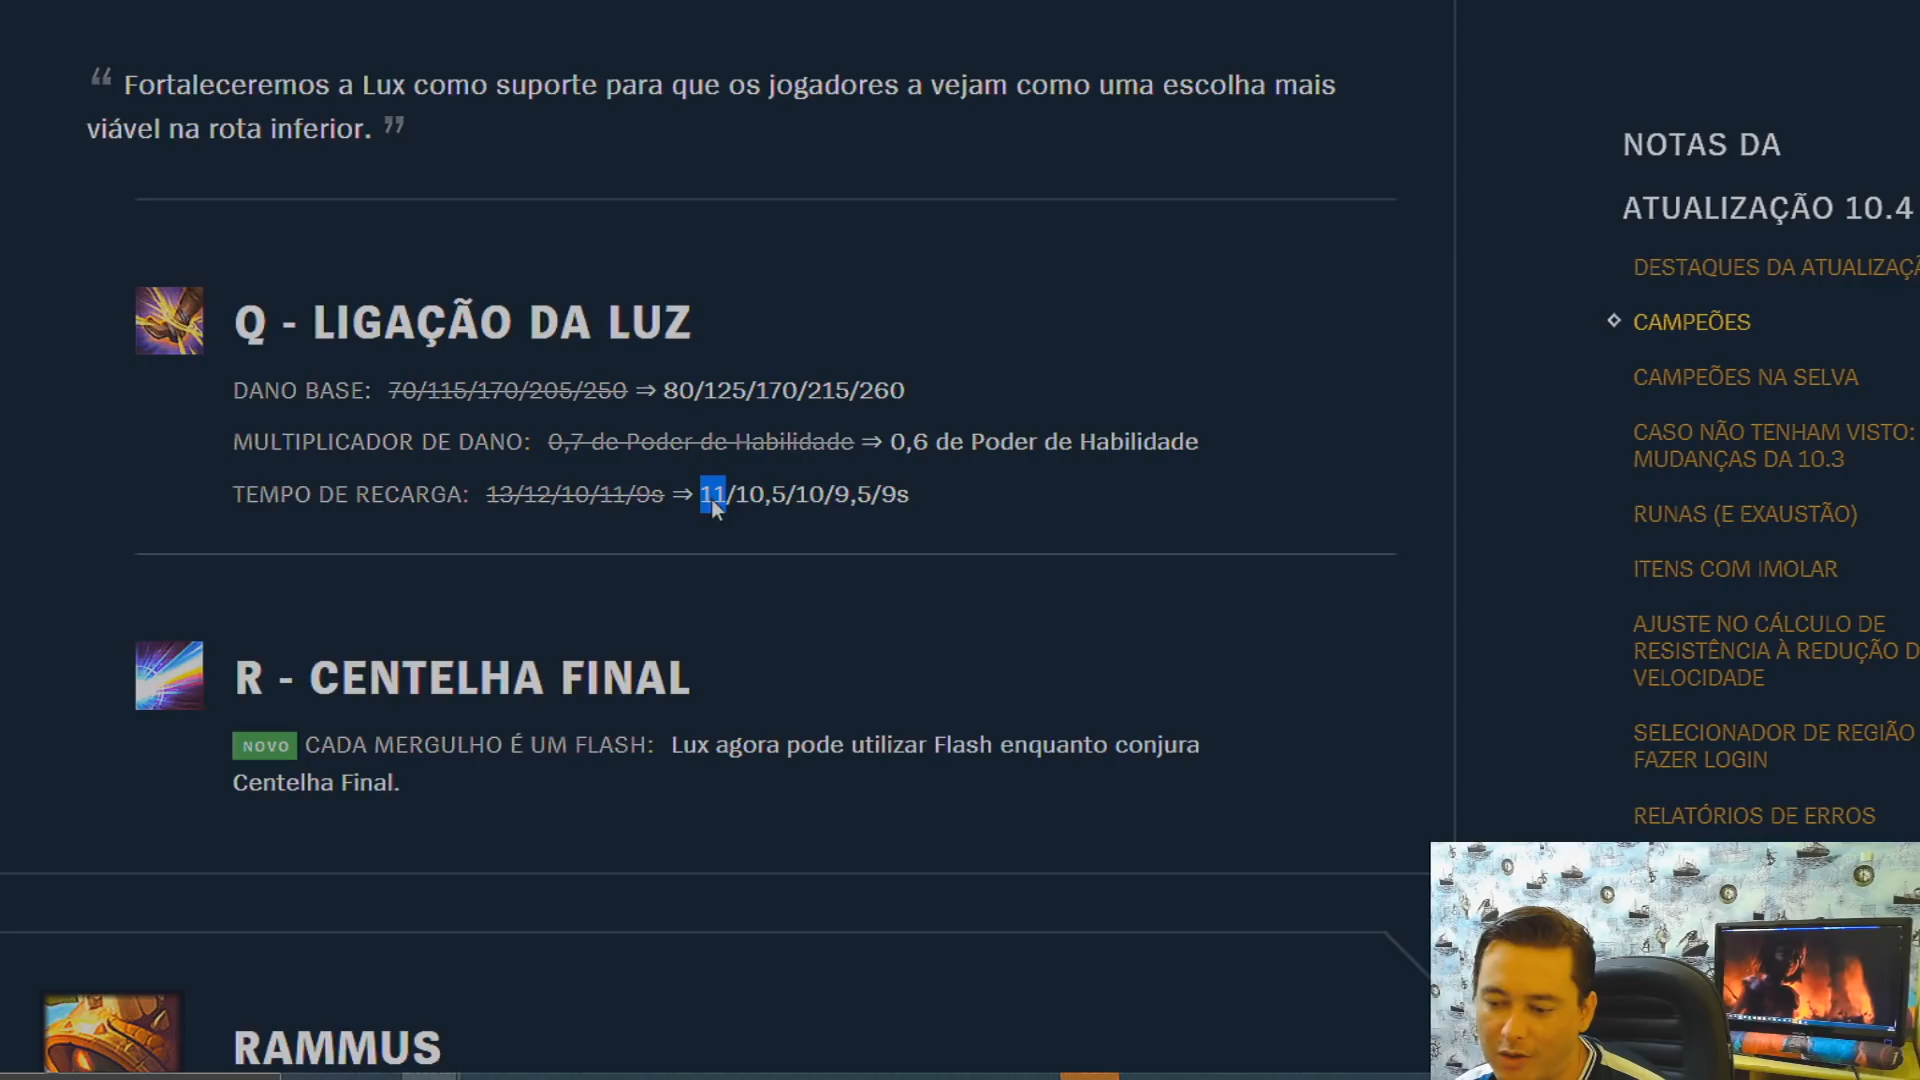 “ Fortaleceremos a Lux como suporte para que os jogadores a vejam como uma escolha mais
viável na rota inferior. ”
Q - LIGAÇÃO DA LUZ
DANO BASE: 70/115/170/205/250 ⇒ 80/125/170/215/260
MULTIPLICADOR DE DANO: 0,7 de Poder de Habilidade ⇒ 0,6 de Poder de Habilidade
TEMPO DE RECARGA: 13/12/10/11/9s ⇒ 11/10,5/10/9,5/9s
R - CENTELHA FINAL
NOVO CADA MERGULHO É UM FLASH: Lux agora pode utilizar Flash enquanto conjura
Centelha Final.
RAMMUS
NOTAS DA
ATUALIZAÇÃO 10.4
DESTAQUES DA ATUALIZAÇÃ
CAMPEÕES
CAMPEÕES NA SELVA
CASO NÃO TENHAM VISTO:
MUDANÇAS DA 10.3
RUNAS (E EXAUSTÃO)
ITENS COM IMOLAR
AJUSTE NO CÁLCULO DE
RESISTÊNCIA À REDUÇÃO D
VELOCIDADE
SELECIONADOR DE REGIÃO
FAZER LOGIN
RELATÓRIOS DE ERROS